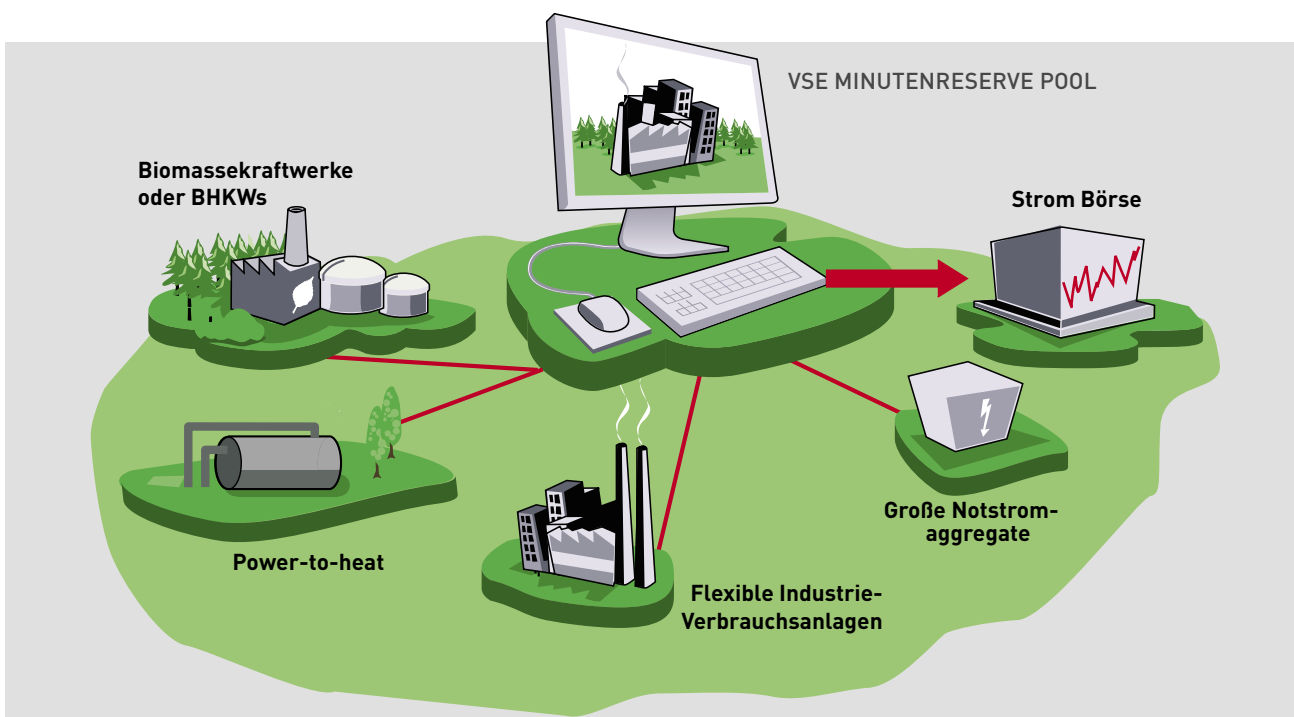 VSE MINUTENRESERVE POOL
Biomassekraftwerke
oder BHKWs
Strom Börse
Große Notstrom-
aggregate
Power-to-heat
Flexible Industrie-
Verbrauchsanlagen